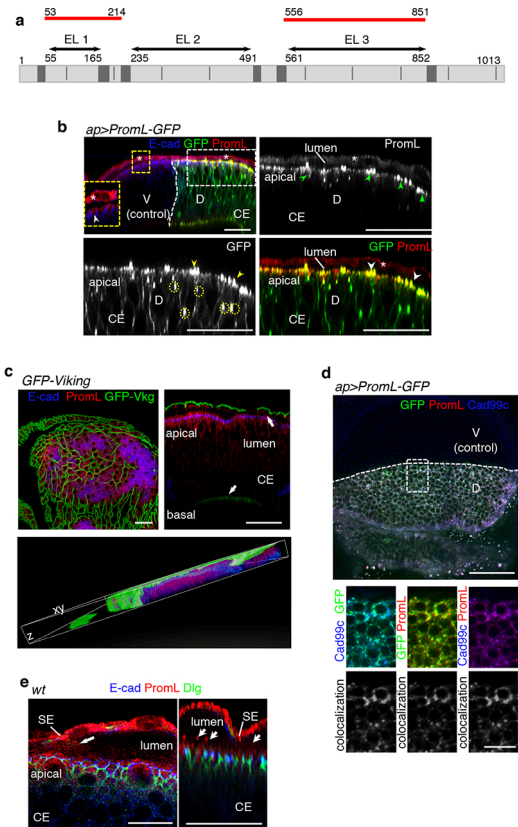 a
53 214
556 851
EL 1 EL 2 EL 3
1 55 165 235 491 561 852 1013
b
ap>PromL-GFP
E-cad GFP PromL
*
*
*
V
(control)
D
CE
PromL
lumen
*
apical
D
CE
GFP
apical
D
CE
GFP PromL
lumen
*
apical
D
CE
c
GFP-Viking
E-cad PromL GFP-Vkg
apical
lumen
CE
basal
xy
z
d
ap>PromL-GFP
GFP PromL Cad99c
V
(control)
*
D
Cad99c GFP
GFP PromL
Cad99c PromL
colocalization
colocalization
colocalization
e
wt
E-cad PromL Dlg
SE
lumen
apical
CE
lumen
SE
CE